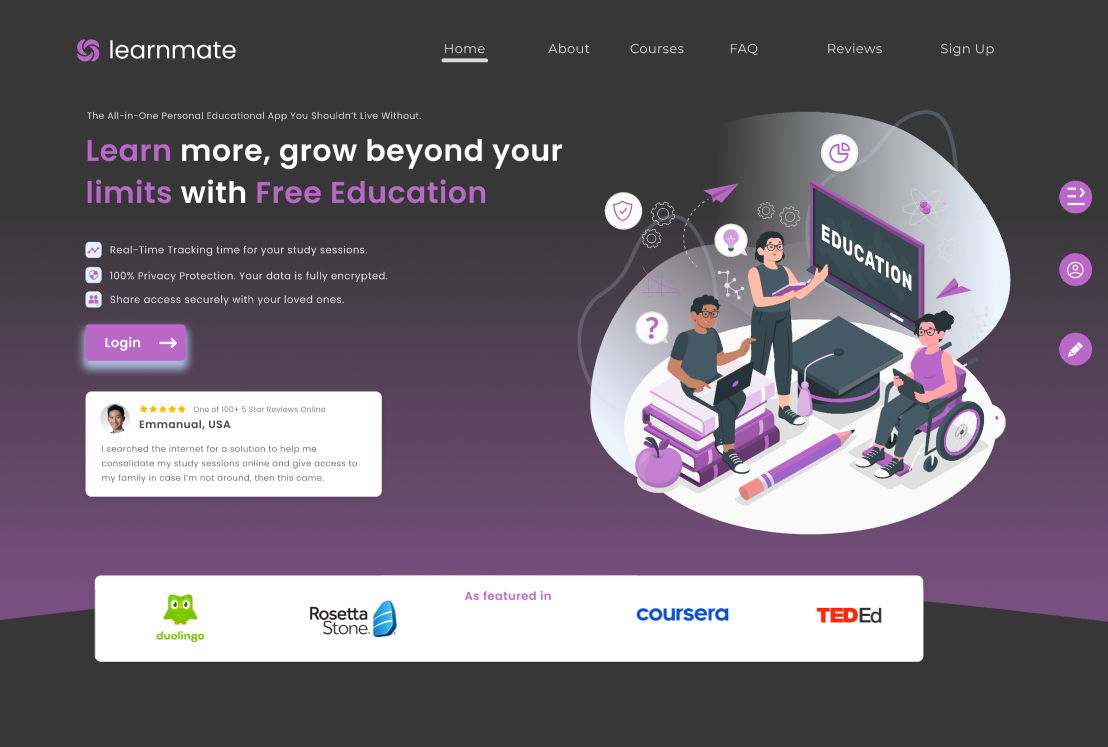 learnmate
Home About Courses FAQ Reviews Sign Up
The All-in-One Personal Educational App You Shouldn't Live Without.
Learn more, grow beyond your
limits with Free Education
Real-Time Tracking time for your study sessions.
100% Privacy Protection. Your data is fully encrypted.
Share access securely with your loved ones.
Login
One of 100+ 5 Star Reviews Online
Emmanual, USA
I searched the internet for a solution to help me
consolidate my study sessions online and give access to
my family in case I'm not around, then this came.
EDUCATION
?
As featured in
duolingo
Rosetta
Stone
coursera
TEDEd